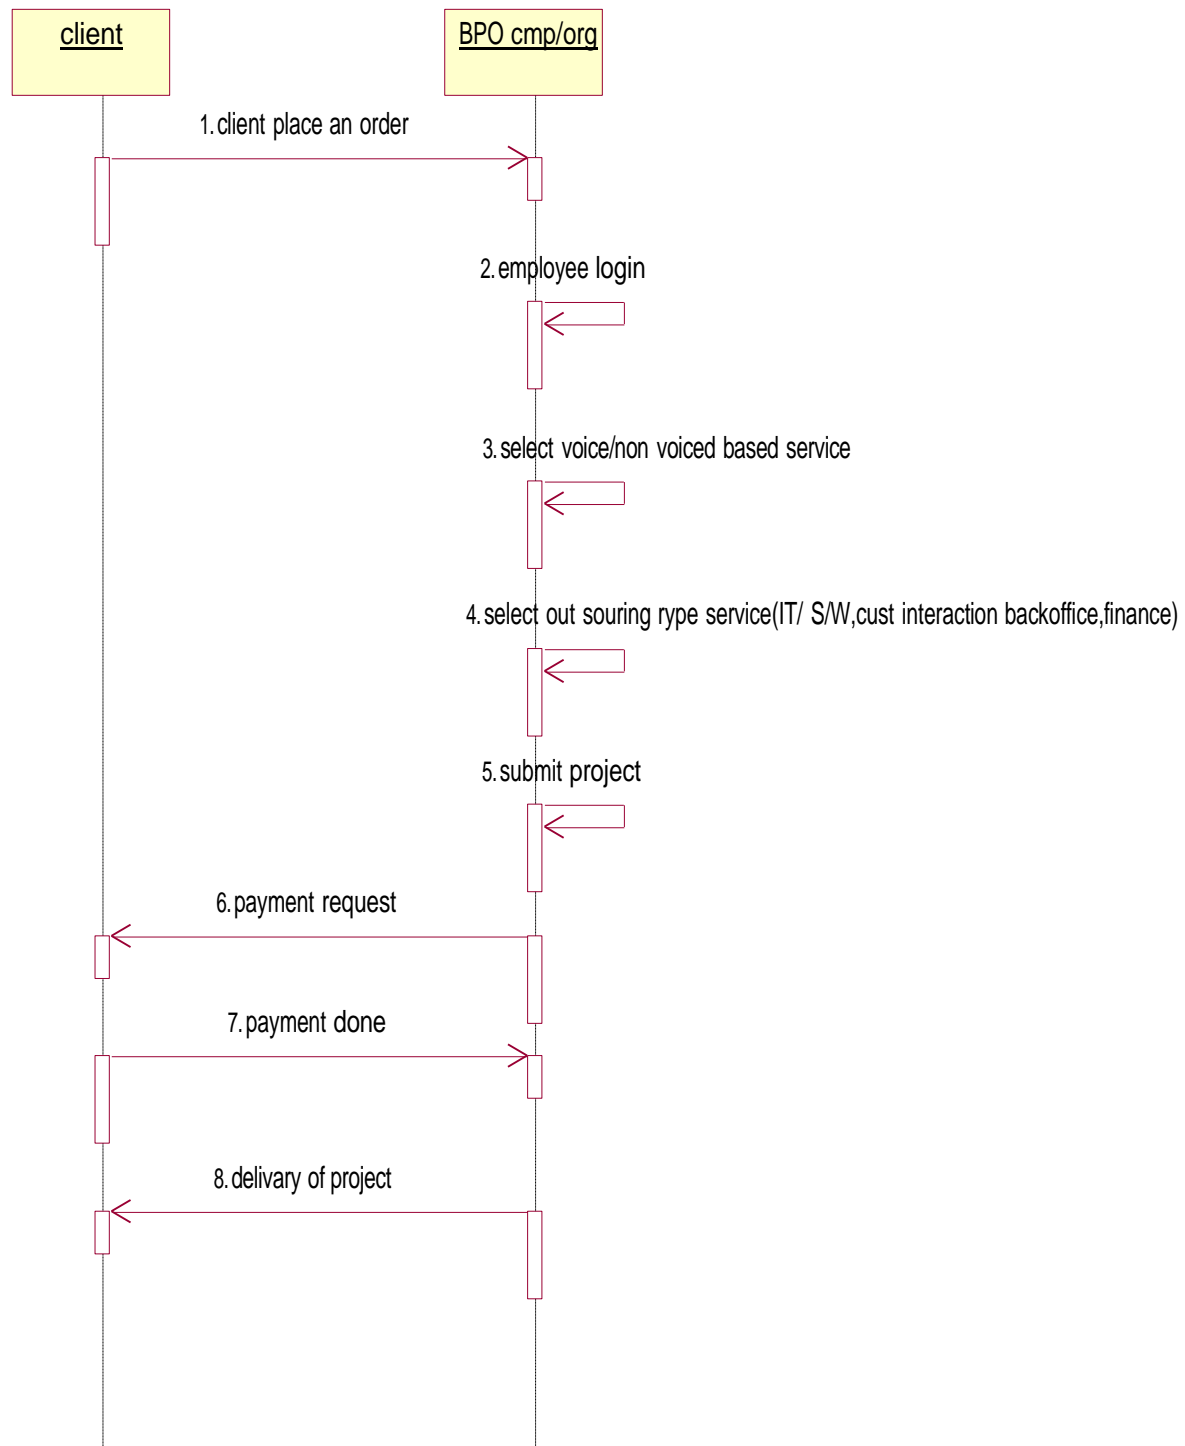 client
BPO cmp/org
1.client place an order
2.employee login
3.select voice/non voiced based service
4.select out souring rype service(IT/ S/W,cust interaction backoffice,finance)
5.submit project
6.payment request
7.payment done
8.delivary of project